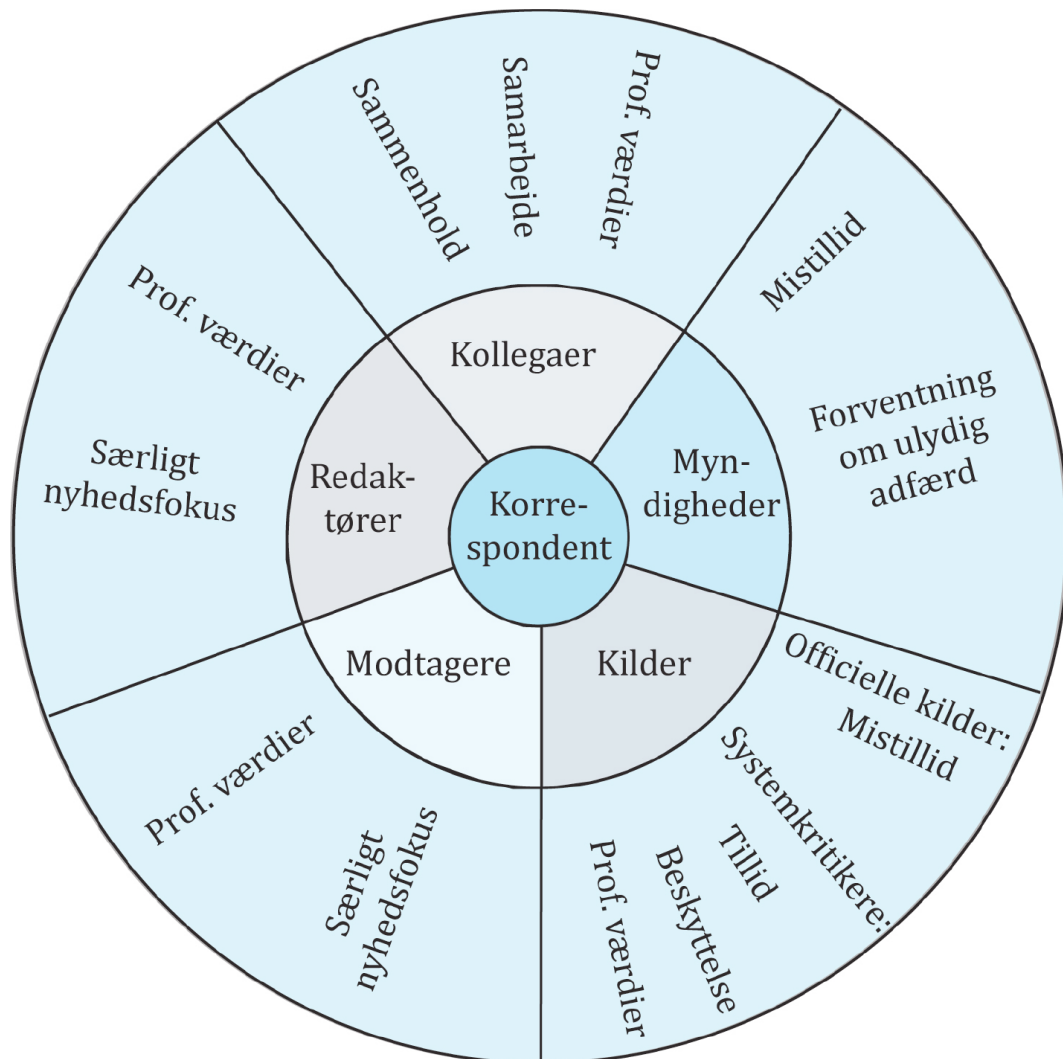 Sammenhold
Samarbejde
Prof. værdier
Mistillid
Forventning
om ulydig
adfærd
Prof. værdier
Særligt
nyhedsfokus
Kollegaer
Redak-
tører
Myn-
digheder
Korre-
spondent
Modtagere
Kilder
Officielle kilder:
Mistillid
Systemkritikere:
Tillid
Beskyttelse
Prof. værdier
Prof. værdier
Særligt
nyhedsfokus